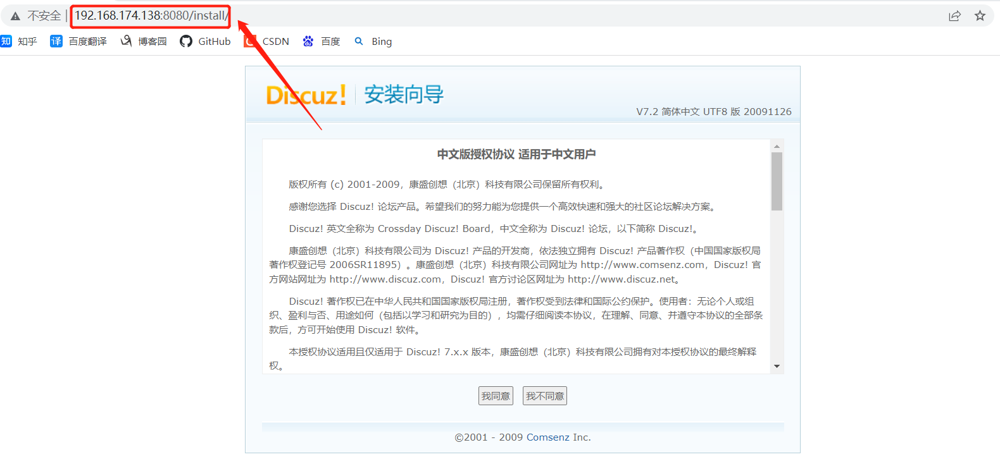 不安全 | 192.168.174.138:8080/install/
知 知乎 译 百度翻译 博客园 GitHub C CSDN du 百度 Bing
Discuz! 安装向导
V7.2 简体中文 UTF8 版 20091126
中文版授权协议 适用于中文用户
版权所有 (c) 2001-2009，康盛创想（北京）科技有限公司保留所有权利。
感谢您选择 Discuz! 论坛产品。希望我们的努力能为您提供一个高效快速和强大的社区论坛解决方案。
Discuz! 英文全称为 Crossday Discuz! Board，中文全称为 Discuz! 论坛，以下简称 Discuz!。
康盛创想（北京）科技有限公司为 Discuz! 产品的开发商，依法独立拥有 Discuz! 产品著作权（中国国家版权局
著作权登记号 2006SR11895）。康盛创想（北京）科技有限公司网址为 http://www.comsenz.com，Discuz! 官
方网站网址为 http://www.discuz.com，Discuz! 官方讨论区网址为 http://www.discuz.net。
Discuz! 著作权已在中华人民共和国国家版权局注册，著作权受到法律和国际公约保护。使用者：无论个人或组
织、盈利与否、用途如何（包括以学习和研究为目的），均需仔细阅读本协议，在理解、同意、并遵守本协议的全部条
款后，方可开始使用 Discuz! 软件。
本授权协议适用且仅适用于 Discuz! 7.x.x 版本，康盛创想（北京）科技有限公司拥有对本授权协议的最终解释
权。
我同意 我不同意
©2001 - 2009 Comsenz Inc.